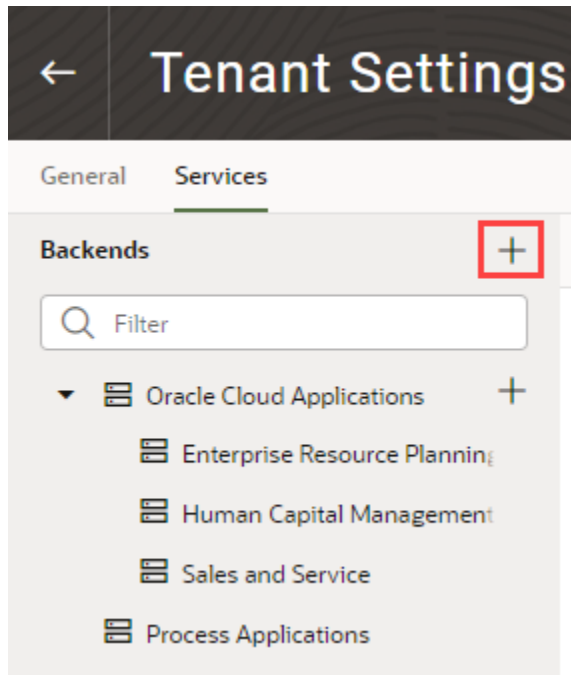 Tenant Settings
General Services
Backends
Filter
Oracle Cloud Applications
Enterprise Resource Planning
Human Capital Management
Sales and Service
Process Applications